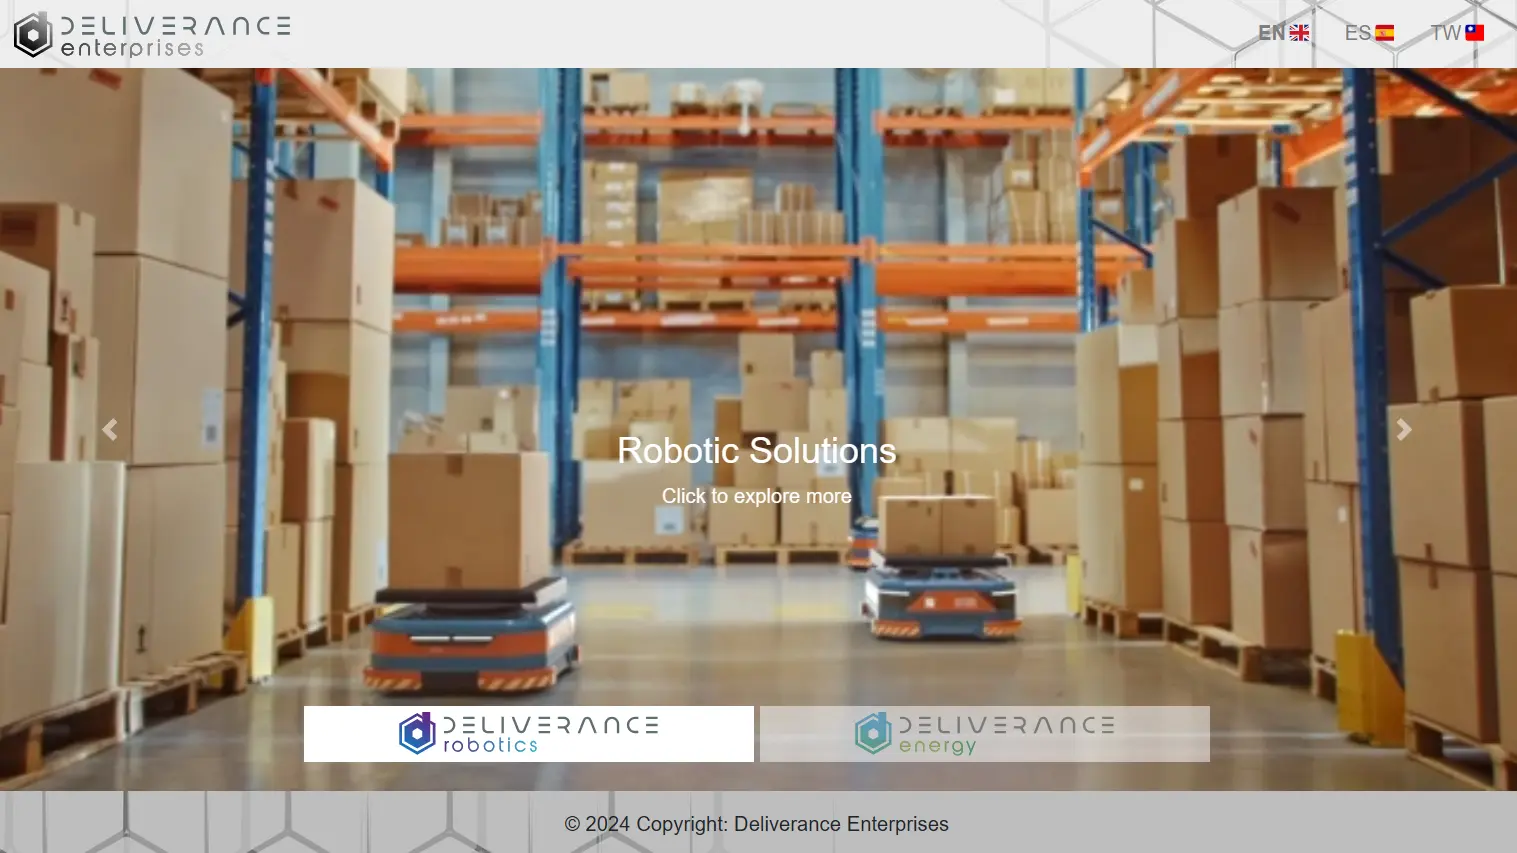 DELIVERANCE
enterprises
EN
ES
TW
Robotic Solutions
Click to explore more
DELIVERANCE
robotics
DELIVERANCE
energy
© 2024 Copyright: Deliverance Enterprises